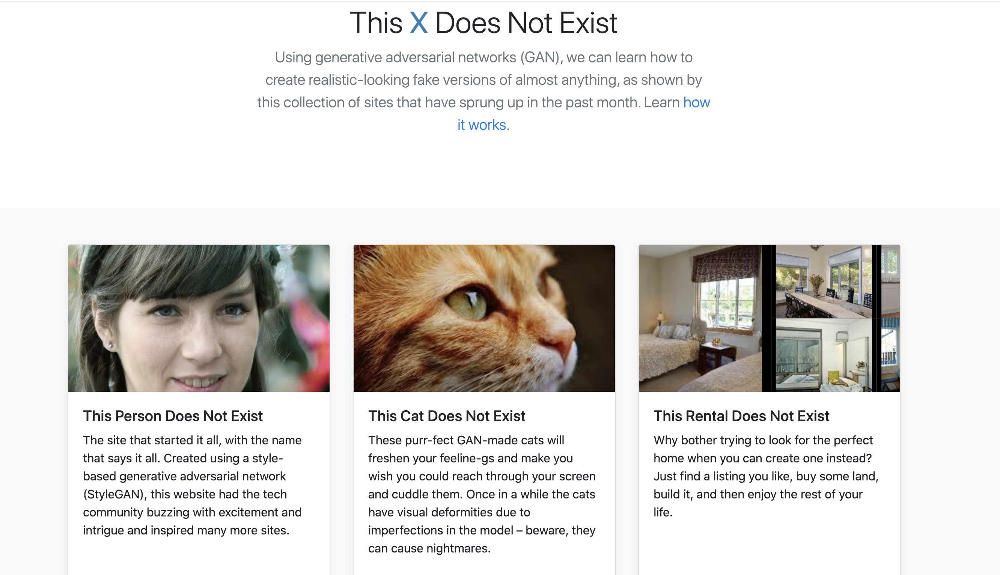 This X Does Not Exist
Using generative adversarial networks (GAN), we can learn how to
create realistic-looking fake versions of almost anything, as shown by
this collection of sites that have sprung up in the past month. Learn how
it works.
This Person Does Not Exist
The site that started it all, with the name
that says it all. Created using a style-
based generative adversarial network
(StyleGAN), this website had the tech
community buzzing with excitement and
intrigue and inspired many more sites.
This Cat Does Not Exist
These purr-fect GAN-made cats will
freshen your feeline-gs and make you
wish you could reach through your screen
and cuddle them. Once in a while the cats
have visual deformities due to
imperfections in the model – beware, they
can cause nightmares.
This Rental Does Not Exist
Why bother trying to look for the perfect
home when you can create one instead?
Just find a listing you like, buy some land,
build it, and then enjoy the rest of your
life.